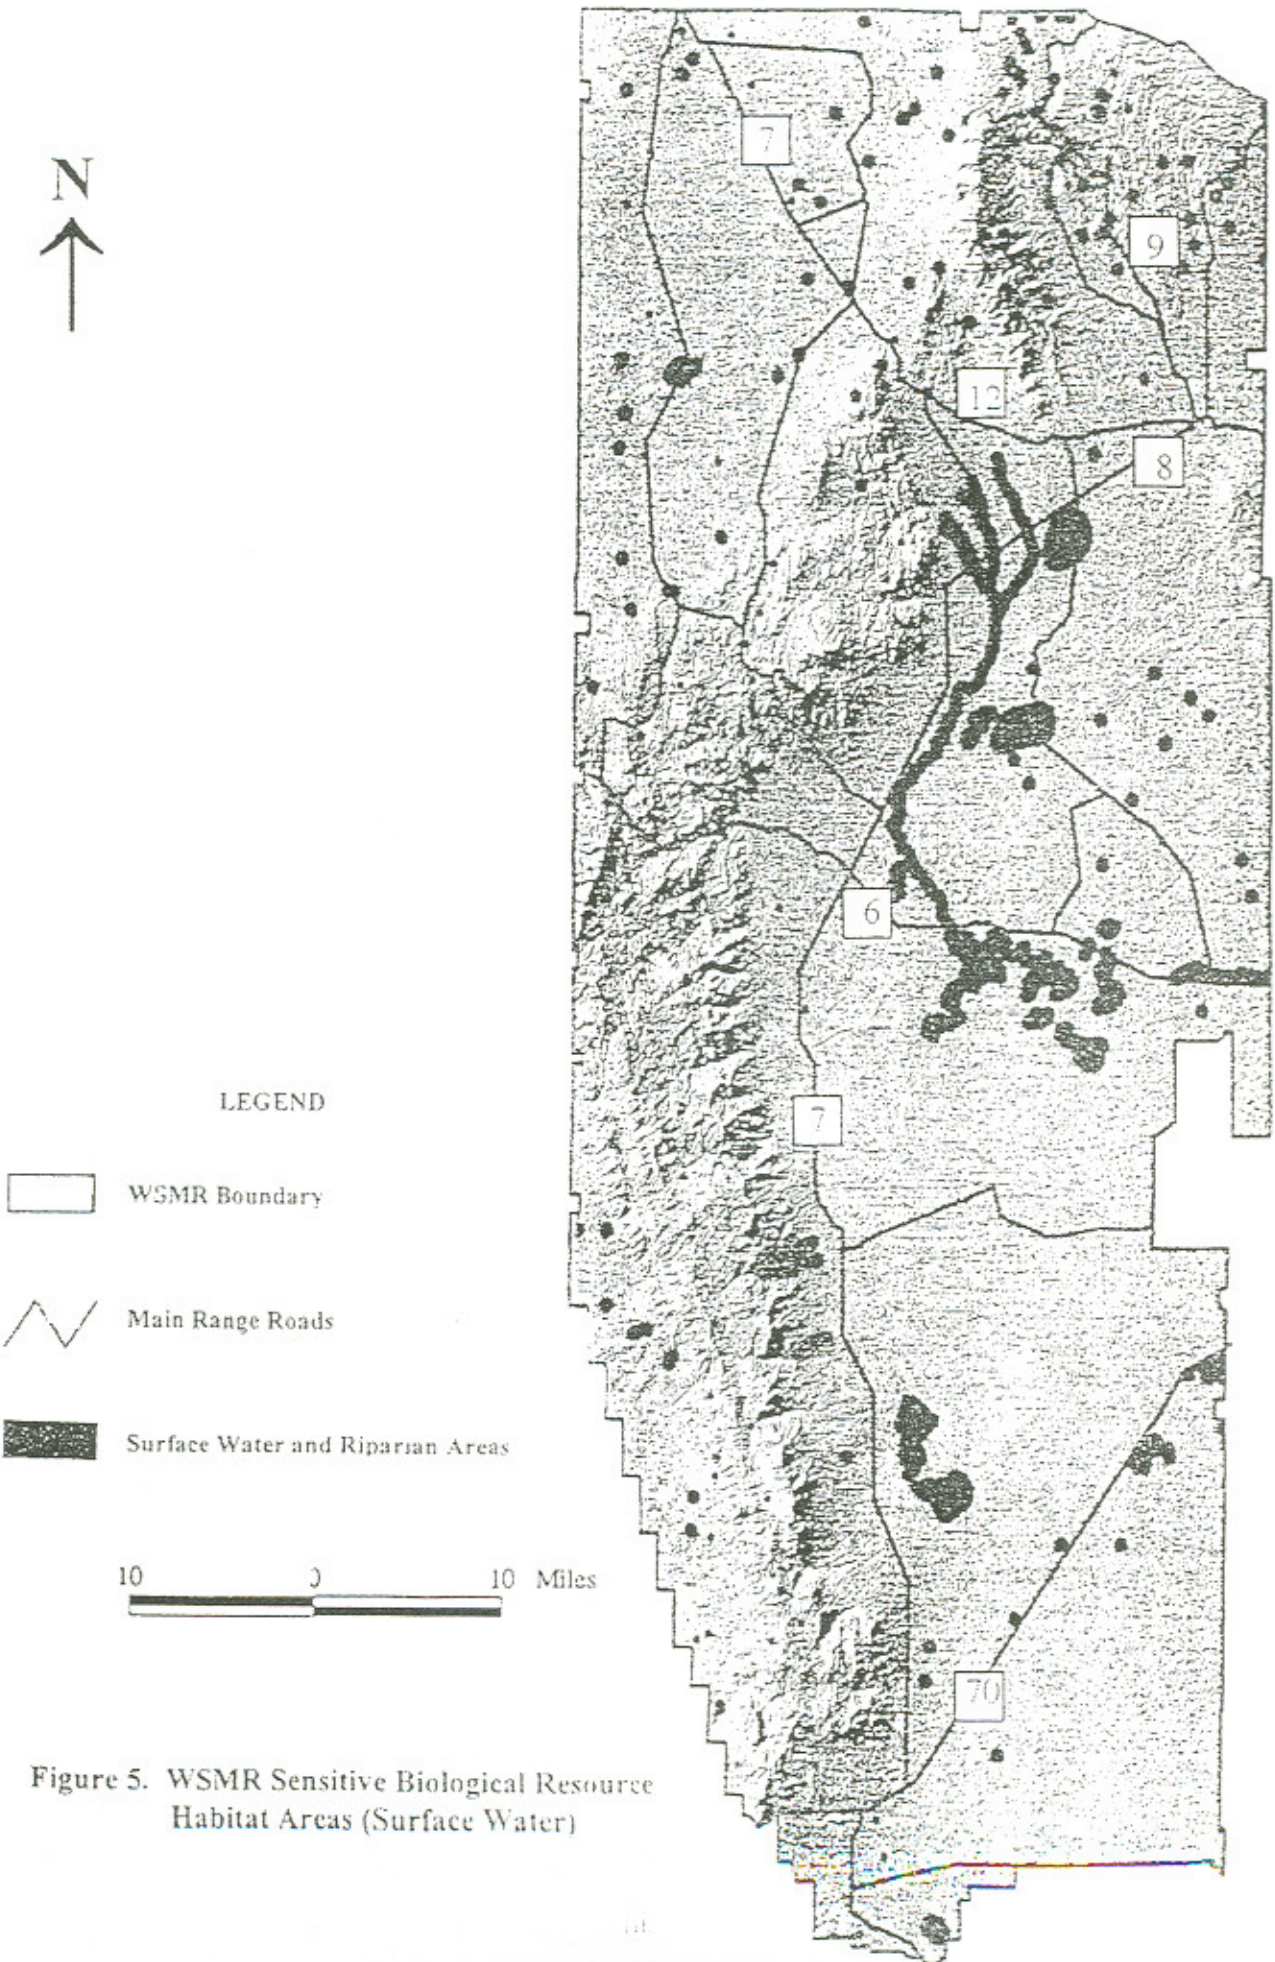 N
7
9
12
8
6
7
70
LEGEND
WSMR Boundary
Main Range Roads
Surface Water and Riparian Areas
10 0 10 Miles
Figure 5. WSMR Sensitive Biological Resource
Habitat Areas (Surface Water)